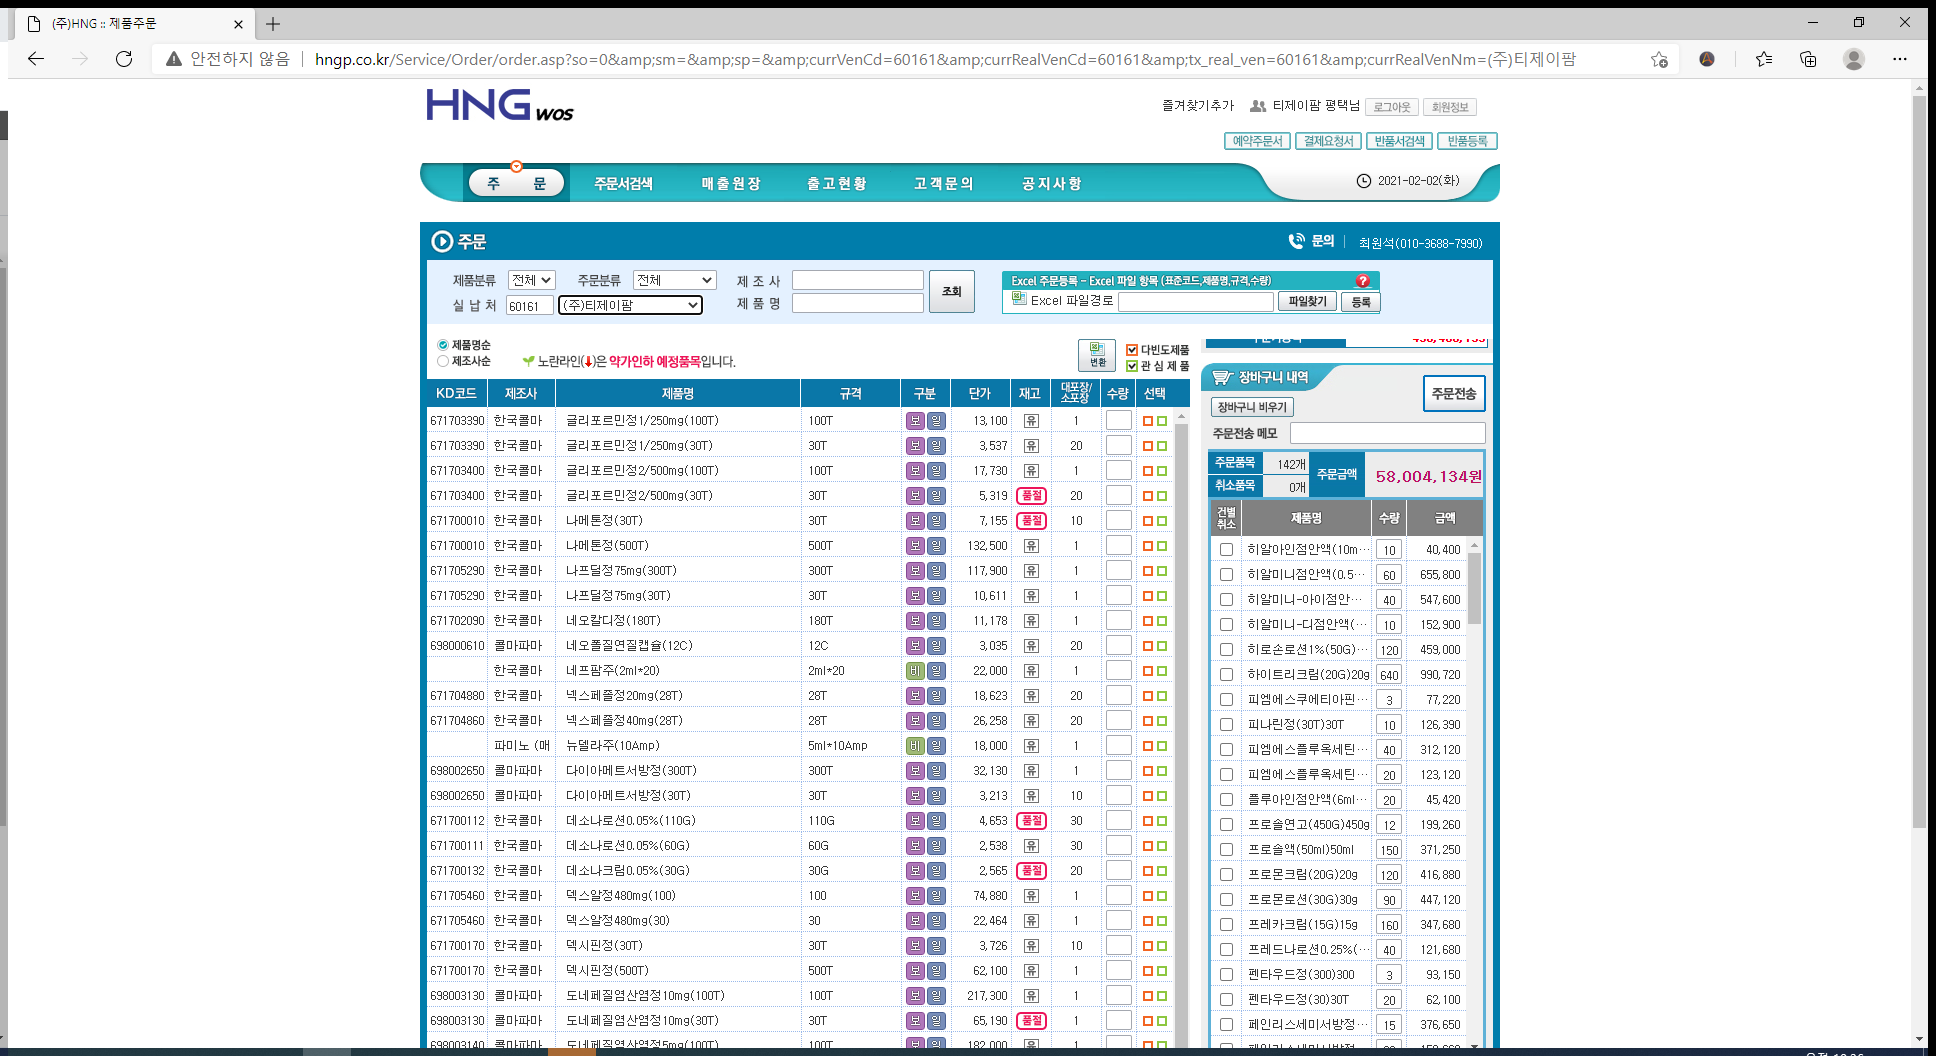 (주)HNG :: 제품주문
안전하지 않음 | hngp.co.kr/Service/Order/order.asp?so=0&amp;sm=&amp;sp=&amp;currVenCd=60161&amp;currRealVenCd=60161&amp;tx_real_ven=60161&amp;currRealVenNm=(주)티제이팜
HNG wos
즐겨찾기추가 티제이팜 평택님 로그아웃 회원정보
예약주문서 결제요청서 반품서검색 반품등록
주 문 주문서검색 매출원장 출고현황 고객문의 공지사항 2021-02-02(화)
주문 문의 | 최원석(010-3688-7990)
제품분류 전체 주문분류 전체 제조사 조회
실납처 60161 (주)티제이팜 제품명
Excel 주문등록 - Excel 파일 항목 (표준코드,제품명,규격,수량) ?
Excel 파일경로 파일찾기 등록
제품명순
제조사순 노란라인(↓)은 약가인하 예정품목입니다.
변환 다빈도제품
관심제품
KD코드 제조사 제품명 규격 구분 단가 재고 대포장/소포장 수량 선택
671703390 한국콜마 글리포르민정1/250mg(100T) 100T 보 일 13,100 유 1
671703390 한국콜마 글리포르민정1/250mg(30T) 30T 보 일 3,537 유 20
671703400 한국콜마 글리포르민정2/500mg(100T) 100T 보 일 17,730 유 1
671703400 한국콜마 글리포르민정2/500mg(30T) 30T 보 일 5,319 품절 20
671700010 한국콜마 나메톤정(30T) 30T 보 일 7,155 품절 10
671700010 한국콜마 나메톤정(500T) 500T 보 일 132,500 유 1
671705290 한국콜마 나프덜정75mg(300T) 300T 보 일 117,900 유 1
671705290 한국콜마 나프덜정75mg(30T) 30T 보 일 10,611 유 1
671702090 한국콜마 네오칼디정(180T) 180T 보 일 11,178 유 1
698000610 콜마파마 네오폴질연질캡슐(12C) 12C 보 일 3,035 유 20
한국콜마 네프팜주(2ml*20) 2ml*20 비 일 22,000 유 1
671704880 한국콜마 넥스페플정20mg(28T) 28T 보 일 18,623 유 20
671704860 한국콜마 넥스페플정40mg(28T) 28T 보 일 26,258 유 20
파미노 (매 뉴델라주(10Amp) 5ml*10Amp 비 일 18,000 유 1
698002650 콜마파마 다이아메트서방정(300T) 300T 보 일 32,130 유 1
698002650 콜마파마 다이아메트서방정(30T) 30T 보 일 3,213 유 10
671700112 한국콜마 데소나로션0.05%(110G) 110G 보 일 4,653 품절 30
671700111 한국콜마 데소나로션0.05%(60G) 60G 보 일 2,538 유 30
671700132 한국콜마 데소나크림0.05%(30G) 30G 보 일 2,565 품절 20
671705460 한국콜마 덱스알정480mg(100) 100 보 일 74,880 유 1
671705460 한국콜마 덱스알정480mg(30) 30 보 일 22,464 유 1
671700170 한국콜마 덱시핀정(30T) 30T 보 일 3,726 유 10
671700170 한국콜마 덱시핀정(500T) 500T 보 일 62,100 유 1
698003130 콜마파마 도네페질염산염정10mg(100T) 100T 보 일 217,300 유 1
698003130 콜마파마 도네페질염산염정10mg(30T) 30T 보 일 65,190 품절 1
698003140 콜마파마 도네페질염산염정5mg(100T) 100T 보 일 182,000 유 1
장바구니 내역 주문전송
장바구니 비우기
주문전송 메모
주문품목 142개 주문금액 58,004,134원
취소품목 0개
건별취소 제품명 수량 금액
히알아인점안액(10m··· 10 40,400
히알미니점안액(0.5··· 60 655,800
히알미니-아이점안··· 40 547,600
히알미니-디점안액(··· 10 152,900
히로손로션1%(50G)··· 120 459,000
하이트리크림(20G)20g 640 990,720
피엠에스쿠에티아핀··· 3 77,220
피나린정(30T)30T 10 126,390
피엠에스플루옥세틴··· 40 312,120
피엠에스플루옥세틴··· 20 123,120
플루아인점안액(6ml··· 20 45,420
프로솔연고(450G)450g 12 199,260
프로솔액(50ml)50ml 150 371,250
프로몬크림(20G)20g 120 416,880
프로몬로션(30G)30g 90 447,120
프레카크림(15G)15g 160 347,680
프레드나로션0.25%(··· 40 121,680
펜타우드정(300)300 3 93,150
펜타우드정(30)30T 20 62,100
페인리스세미서방정··· 15 376,650